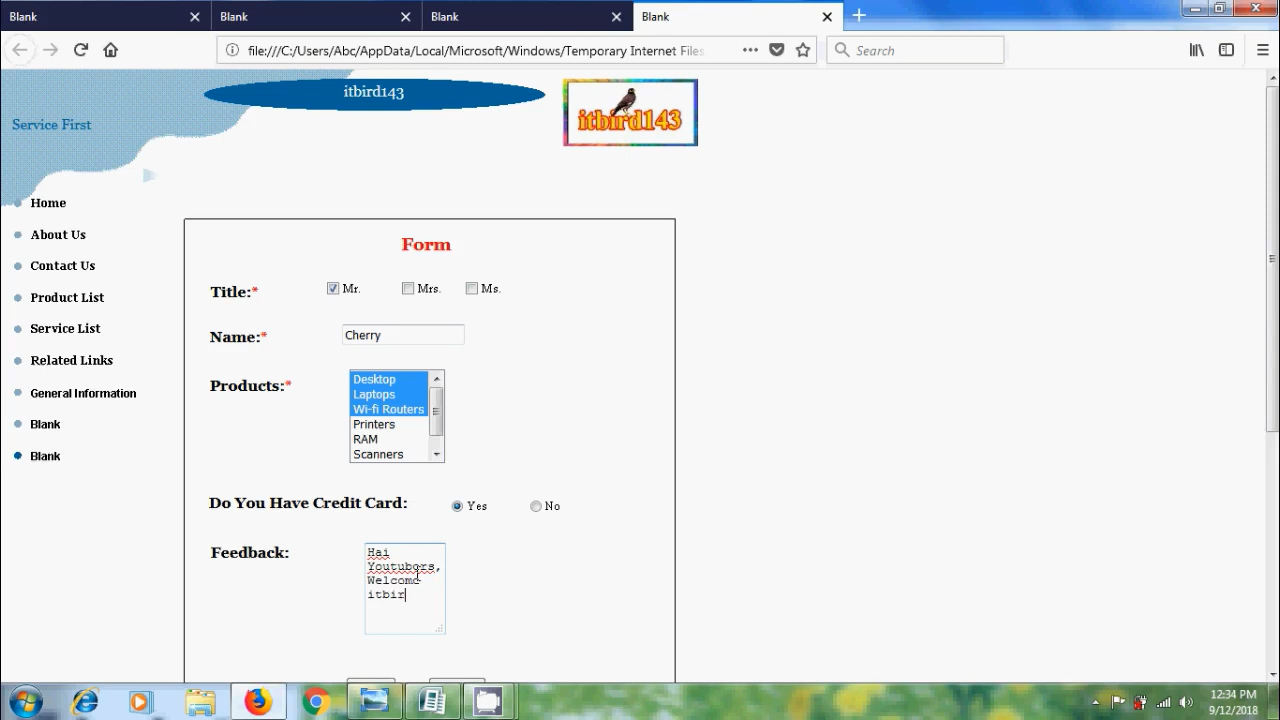 Blank
Blank
Blank
Blank
file:///C:/Users/Abc/AppData/Local/Microsoft/Windows/Temporary Internet Files
Search
itbird143
itbird143
Service First
Home
About Us
Contact Us
Product List
Service List
Related Links
General Information
Blank
Blank
Form
Title:* Mr. Mrs. Ms.
Name:* Cherry
Products:* Desktop
Laptops
Wi-fi Routers
Printers
RAM
Scanners
Do You Have Credit Card: Yes No
Feedback: Hai
Youtubers,
Welcome
itbir
12:34 PM
9/12/2018